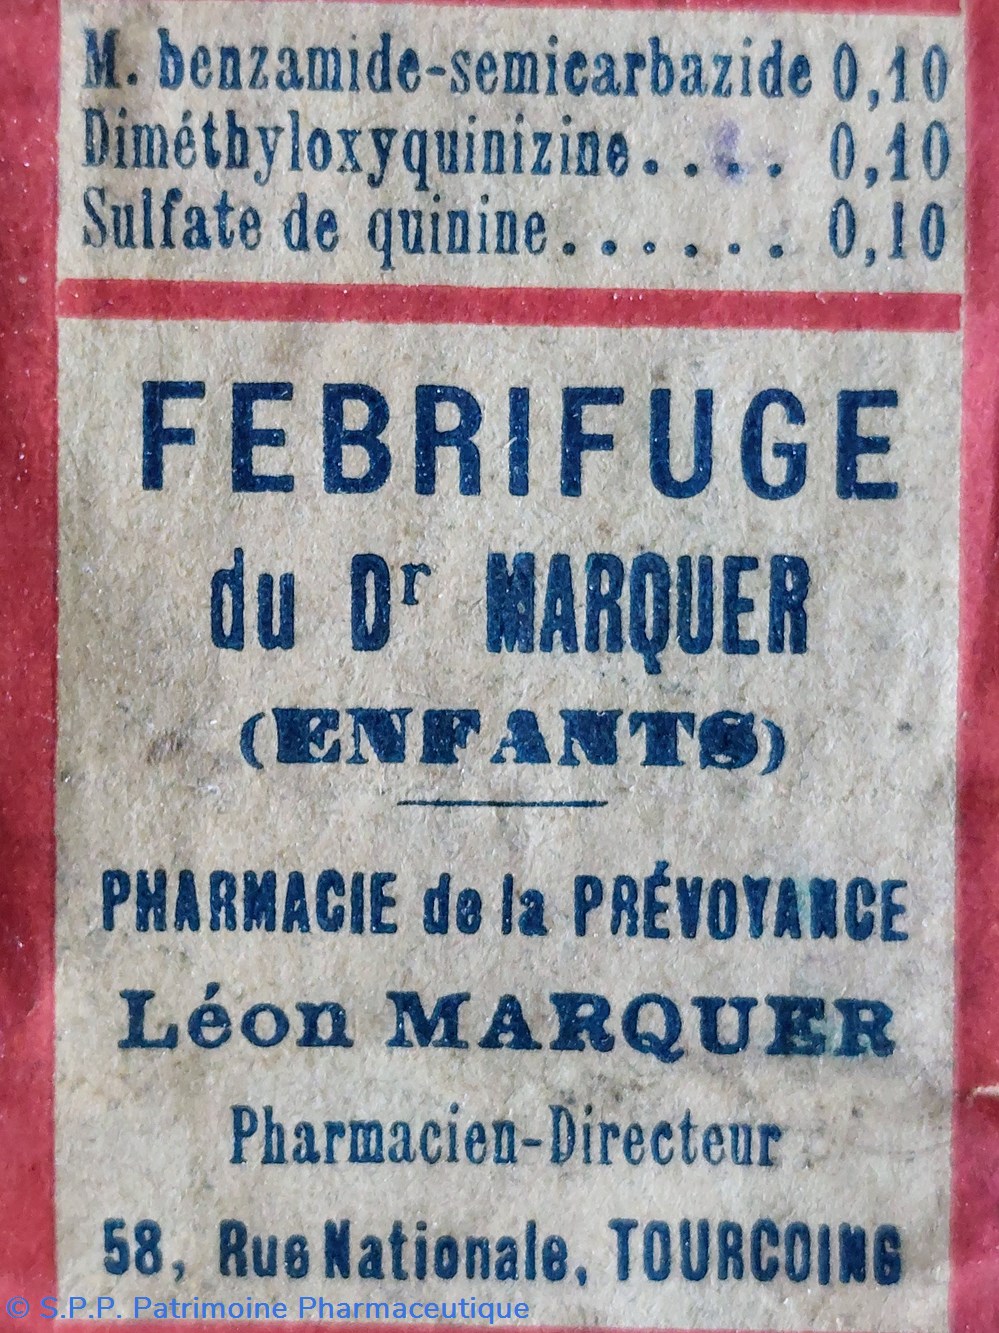 M. benzamide-semicarbazide 0,10
Diméthyloxyquinizine.... 0,10
Sulfate de quinine...... 0,10
FEBRIFUGE
du Dr MARQUER
(ENFANTS)
PHARMACIE de la PRÉVOYANCE
Léon MARQUER
Pharmacien-Directeur
58, Rue Nationale, TOURCOING
© S.P.P. Patrimoine Pharmaceutique